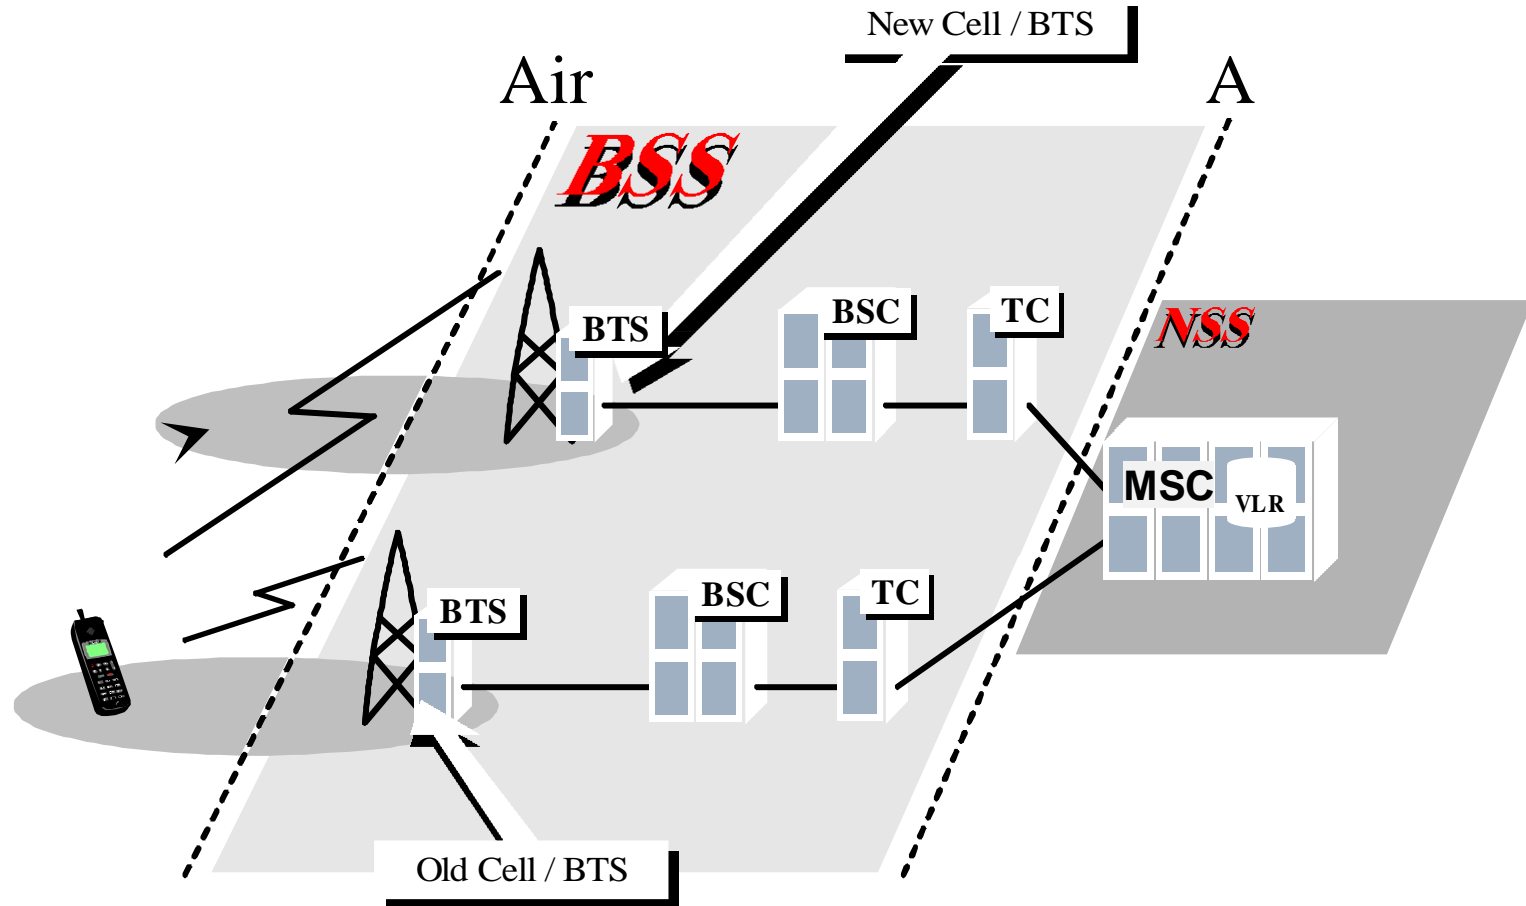 New Cell / BTS
Air
A
BSS
BTS
BSC
TC
NSS
MSC
VLR
BTS
BSC
TC
Old Cell / BTS